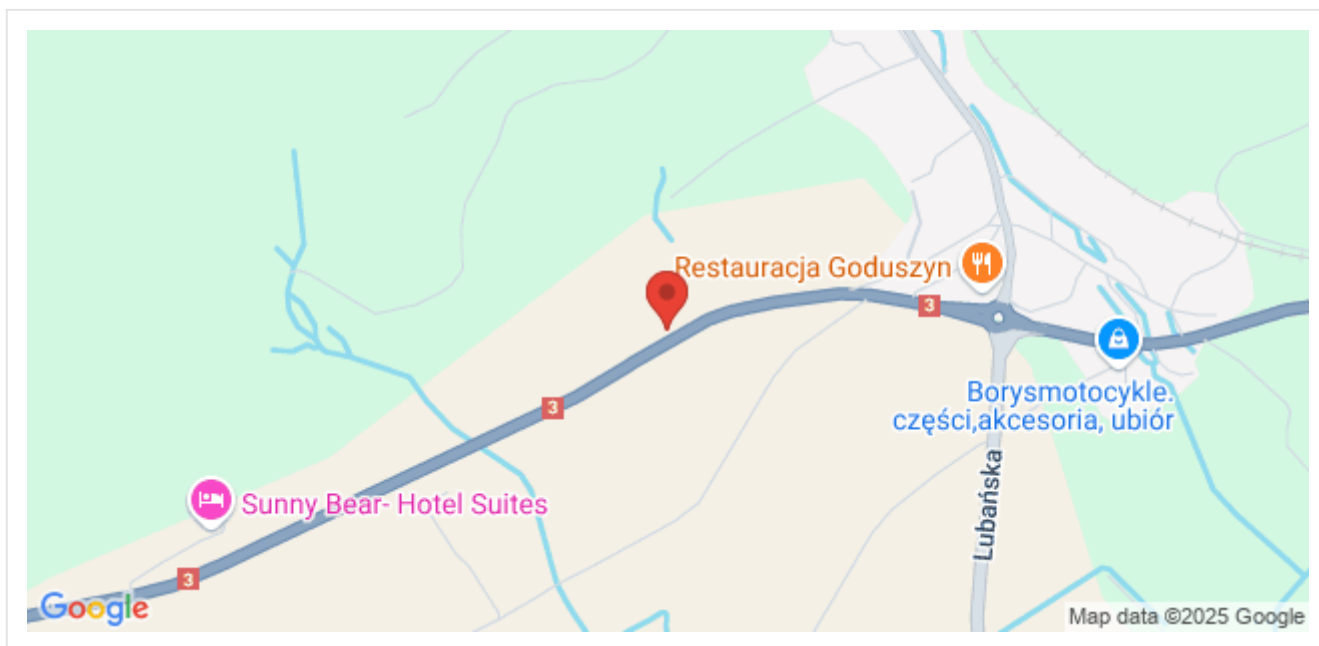 Restauracja Goduszyn
3
3
Borysmotocykle.
części,akcesoria, ubiór
Lubańska
Sunny Bear- Hotel Suites
3
Google
Map data ©2025 Google